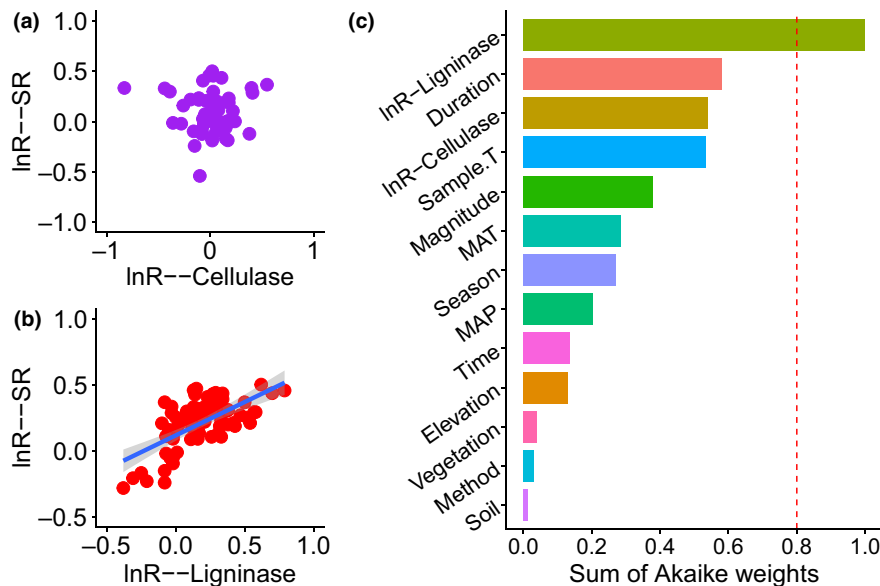 (a)
1.0
0.5
0.0
−0.5
−1.0
lnR−−SR
−1
0
1
lnR−−Cellulase
(b)
1.0
0.5
0.0
−0.5
lnR−−SR
−0.5
0.0
0.5
1.0
lnR−−Ligninase
(c)
lnR−Ligninase
Duration
lnR−Cellulase
Sample.T
Magnitude
MAT
Season
MAP
Time
Elevation
Vegetation
Method
Soil
0.0
0.2
0.4
0.6
0.8
1.0
Sum of Akaike weights